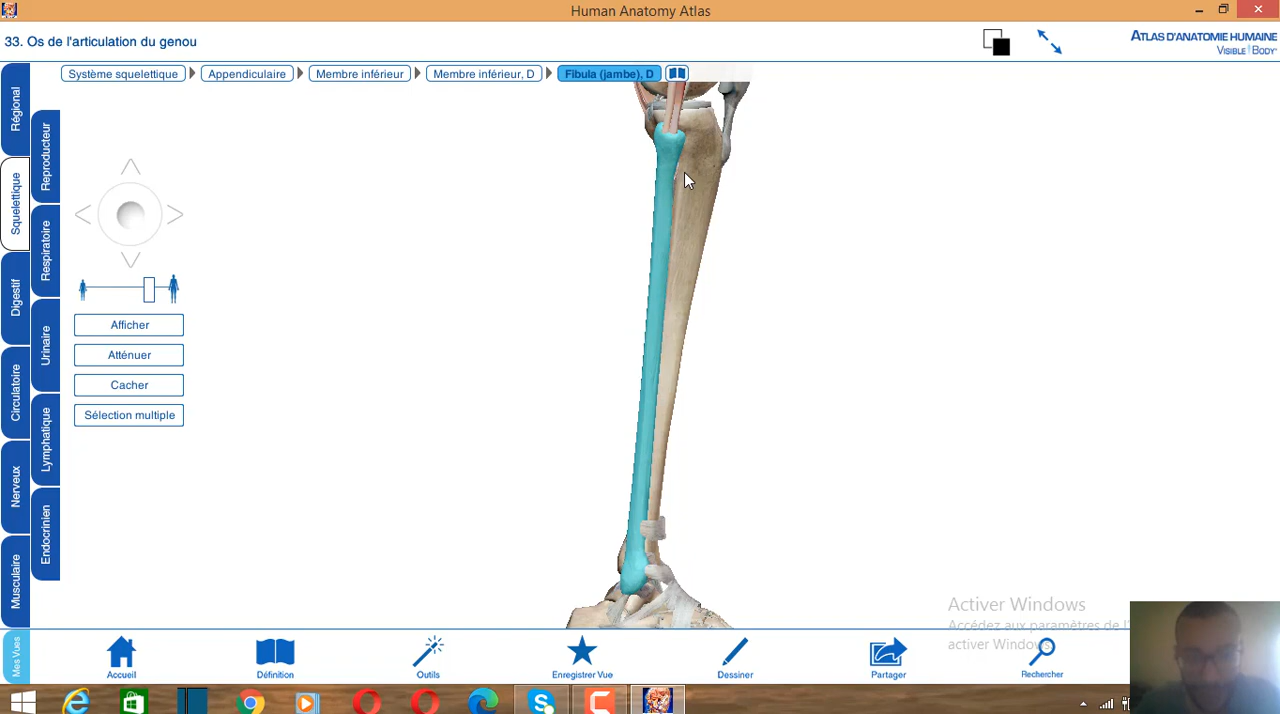 Human Anatomy Atlas
33. Os de l'articulation du genou
ATLAS D'ANATOMIE HUMAINE
VISIBLE BODY
Système squelettique
Appendiculaire
Membre inférieur
Membre inférieur, D
Fibula (jambe), D
Régional
Squelettique
Digestif
Circulatoire
Nerveux
Musculaire
Mes Vues
Reproducteur
Respiratoire
Urinaire
Lymphatique
Endocrinien
Afficher
Atténuer
Cacher
Sélection multiple
Activer Windows
Accédez aux paramètres de l'
activer Windows
Accueil
Définition
Outils
Enregistrer Vue
Dessiner
Partager
Rechercher